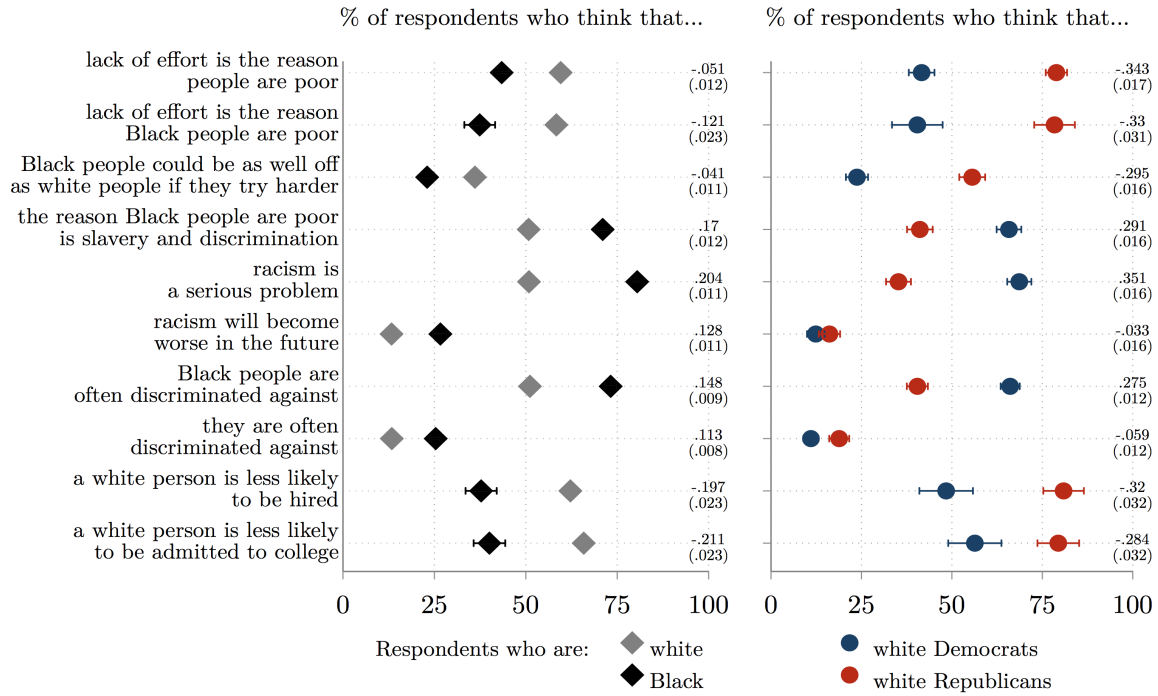 % of respondents who think that...
% of respondents who think that...
lack of effort is the reason
people are poor
-.051
(.012)
-.343
(.017)
lack of effort is the reason
Black people are poor
-.121
(.023)
-.33
(.031)
Black people could be as well off
as white people if they try harder
-.041
(.011)
-.295
(.016)
the reason Black people are poor
is slavery and discrimination
.17
(.012)
.291
(.016)
racism is
a serious problem
.204
(.011)
.351
(.016)
racism will become
worse in the future
.128
(.011)
-.033
(.016)
Black people are
often discriminated against
.148
(.009)
.275
(.012)
they are often
discriminated against
.113
(.008)
-.059
(.012)
a white person is less likely
to be hired
-.197
(.023)
-.32
(.032)
a white person is less likely
to be admitted to college
-.211
(.023)
-.284
(.032)
0 25 50 75 100
0 25 50 75 100
Respondents who are:
white
Black
white Democrats
white Republicans